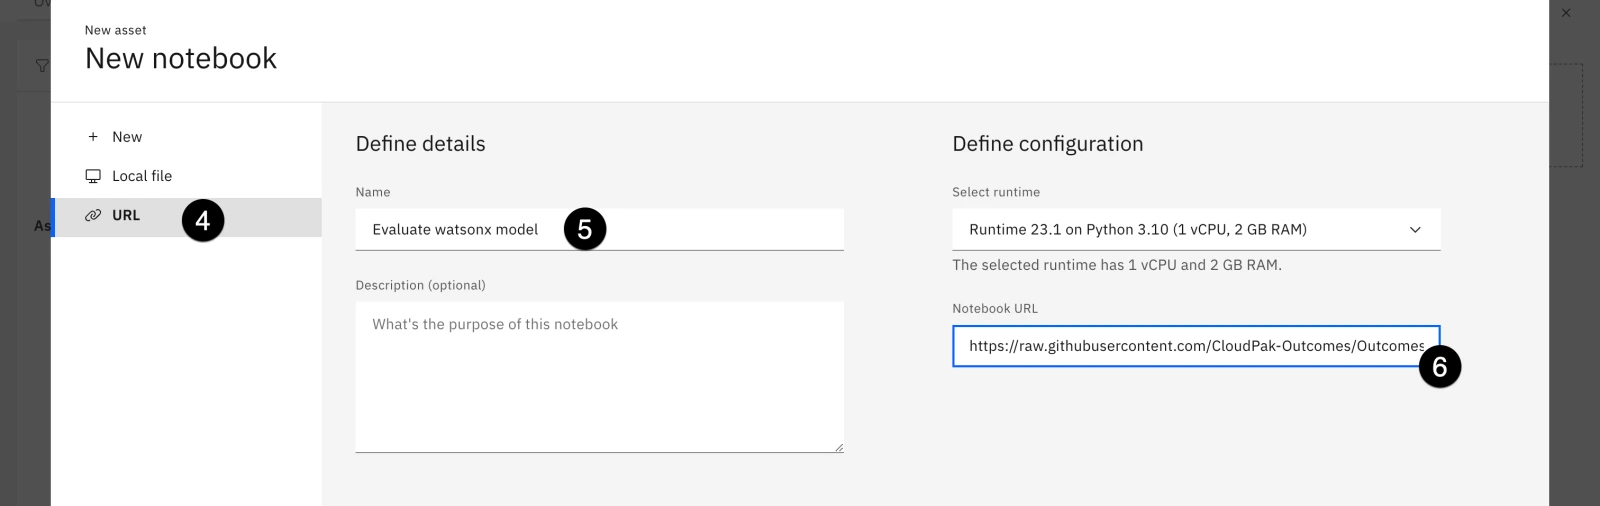 New asset
New notebook
+ New
Local file
URL
4
Define details
Name
Evaluate watsonx model
5
Description (optional)
What's the purpose of this notebook
Define configuration
Select runtime
Runtime 23.1 on Python 3.10 (1 vCPU, 2 GB RAM)
The selected runtime has 1 vCPU and 2 GB RAM.
Notebook URL
https://raw.githubusercontent.com/CloudPak-Outcomes/Outcomes
6
As